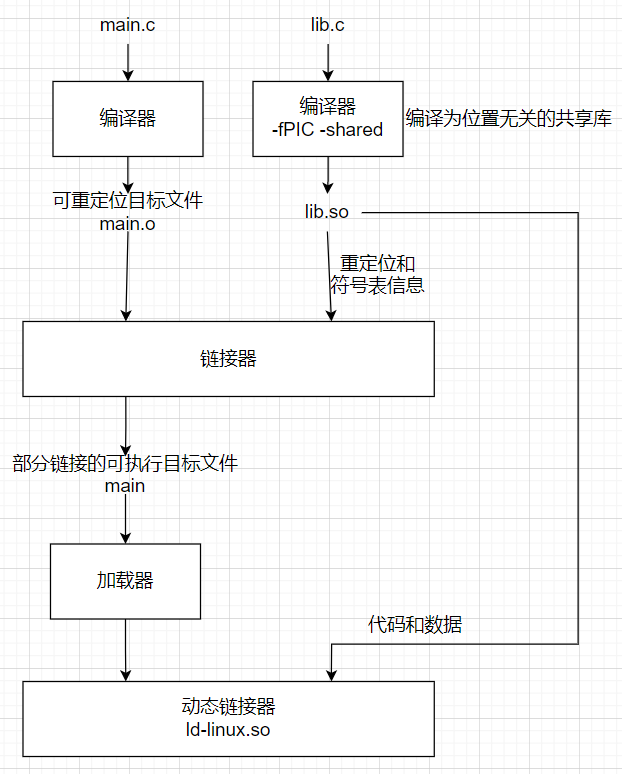 main.c
lib.c
编译器
编译器
-fPIC -shared
编译为位置无关的共享库
可重定位目标文件
main.o
lib.so
重定位和
符号表信息
链接器
部分链接的可执行目标文件
main
加载器
代码和数据
动态链接器
ld-linux.so